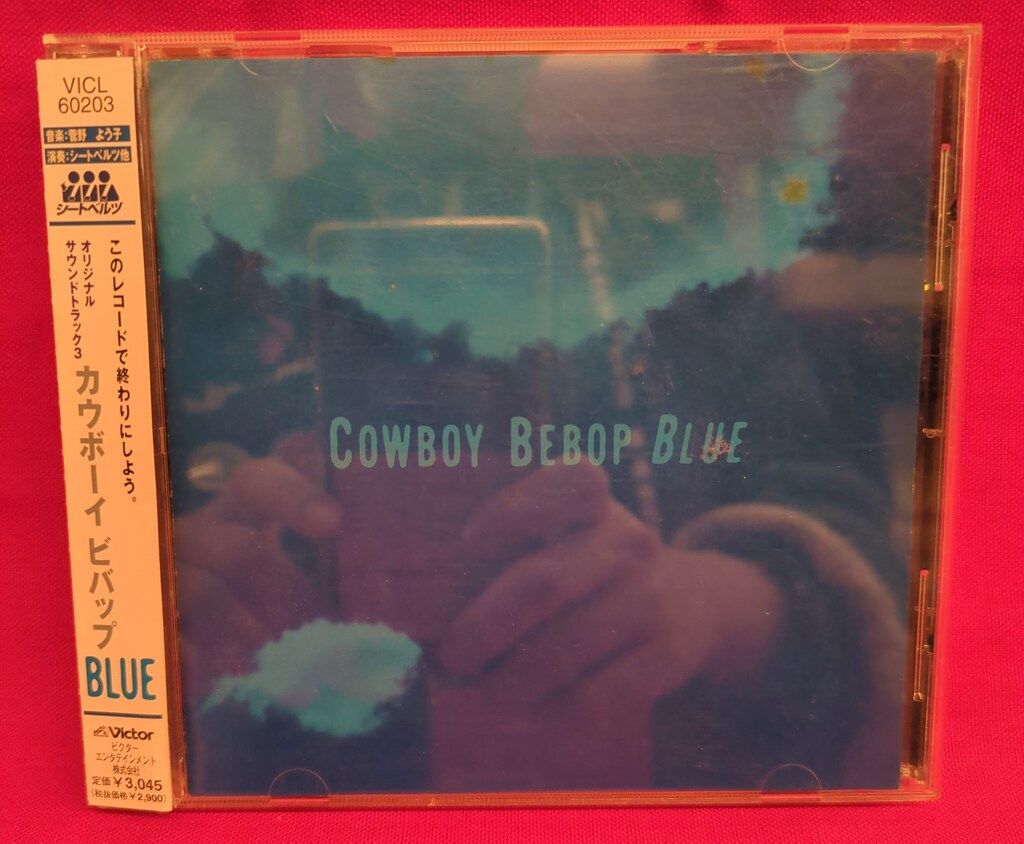 VICL
60203
音楽:菅野 よう子
演奏:シートベルツ他
シートベルツ
このレコードで終わりにしよう。
オリジナル
サウンドトラック3
カウボーイ ビバップ
BLUE
Victor
ビクター
エンタテインメント
株式会社
定価¥3,045
(税抜価格¥2,900)
COWBOY BEBOP BLUE